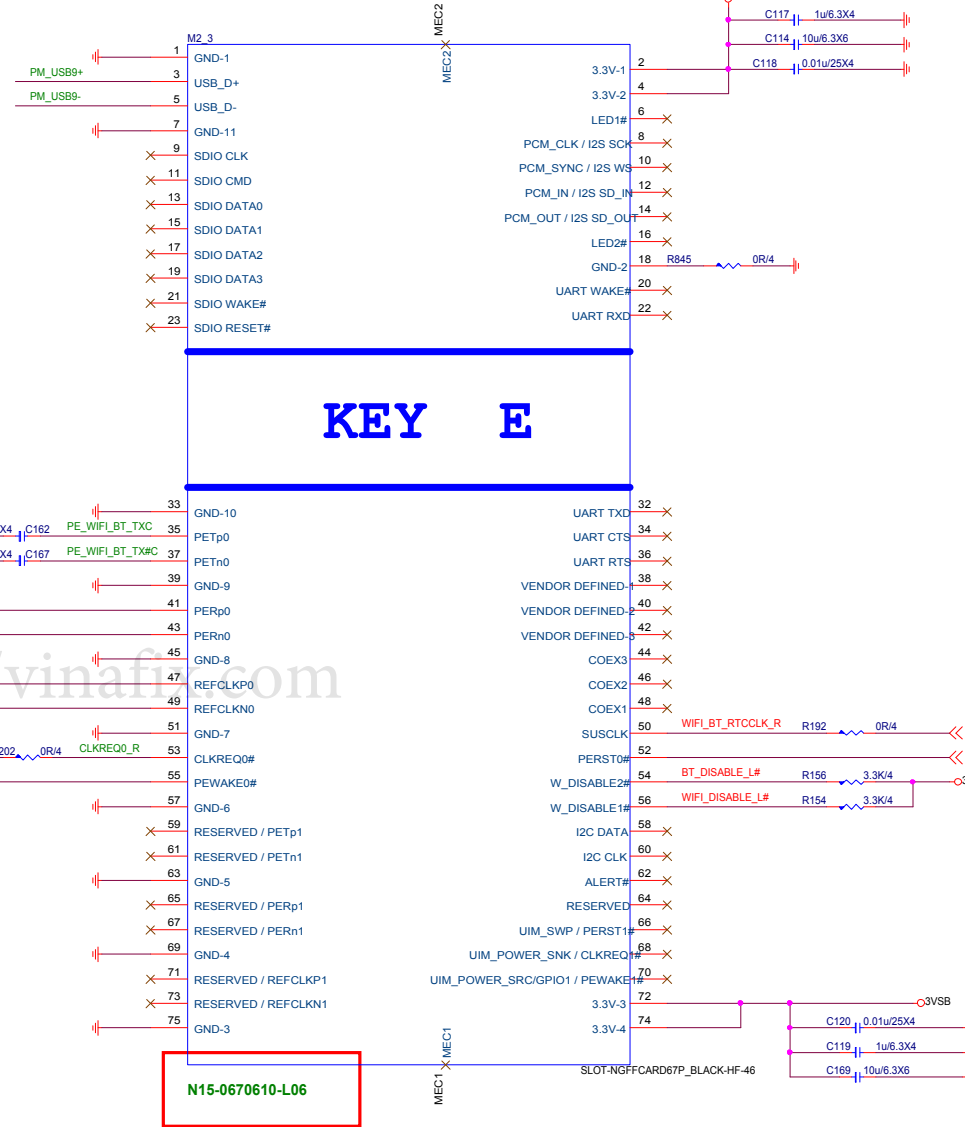 MEC2
C117 1u/6.3X4
M2_3
C114 10u/6.3X6
1 GND-1 MEC2
C118 0.01u/25X4
PM_USB9+ 3 USB_D+ 3.3V-1 2
PM_USB9- 5 USB_D- 3.3V-2 4
7 GND-11 LED1# 6
9 SDIO CLK PCM_CLK / I2S SCK 8
11 SDIO CMD PCM_SYNC / I2S WS 10
13 SDIO DATA0 PCM_IN / I2S SD_IN 12
15 SDIO DATA1 PCM_OUT / I2S SD_OUT 14
17 SDIO DATA2 LED2# 16
19 SDIO DATA3 GND-2 18 R845 0R/4
21 SDIO WAKE# UART WAKE# 20
23 SDIO RESET# UART RXD 22
KEY E
33 GND-10 UART TXD 32
X4 C162 PE_WIFI_BT_TXC 35 PETp0 UART CTS 34
X4 C167 PE_WIFI_BT_TX#C 37 PETn0 UART RTS 36
39 GND-9 VENDOR DEFINED-1 38
41 PERp0 VENDOR DEFINED-2 40
43 PERn0 VENDOR DEFINED-3 42
45 GND-8 COEX3 44
vinafix.com
47 REFCLKP0 COEX2 46
49 REFCLKN0 COEX1 48
51 GND-7 SUSCLK 50 WIFI_BT_RTCCLK_R R192 0R/4
202 0R/4 CLKREQ0_R 53 CLKREQ0# PERST0# 52
55 PEWAKE0# W_DISABLE2# 54 BT_DISABLE_L# R156 3.3K/4
57 GND-6 W_DISABLE1# 56 WIFI_DISABLE_L# R154 3.3K/4
59 RESERVED / PETp1 I2C DATA 58
61 RESERVED / PETn1 I2C CLK 60
63 GND-5 ALERT# 62
65 RESERVED / PERp1 RESERVED 64
67 RESERVED / PERn1 UIM_SWP / PERST1# 66
69 GND-4 UIM_POWER_SNK / CLKREQ1# 68
71 RESERVED / REFCLKP1 UIM_POWER_SRC/GPIO1 / PEWAKE1# 70
73 RESERVED / REFCLKN1 3.3V-3 72 3VSB
75 GND-3 3.3V-4 74
C120 0.01u/25X4
MEC1
C119 1u/6.3X4
SLOT-NGFFCARD67P_BLACK-HF-46
C169 10u/6.3X6
N15-0670610-L06
MEC1